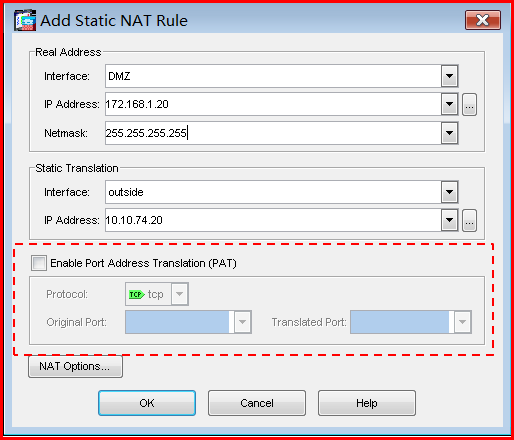 Add Static NAT Rule
Real Address
Interface: DMZ
IP Address: 172.168.1.20 ...
Netmask: 255.255.255.255
Static Translation
Interface: outside
IP Address: 10.10.74.20 ...
Enable Port Address Translation (PAT)
Protocol: TCP tcp
Original Port: Translated Port:
NAT Options...
OK Cancel Help